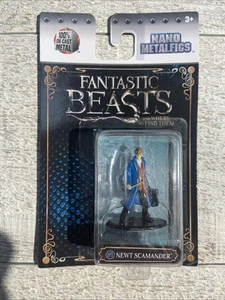 100% DIE-CAST
METAL
NANO
METALFIGS
3+
FANTASTIC
BEASTS
AND WHERE
TO FIND THEM
NEWT SCAMANDER